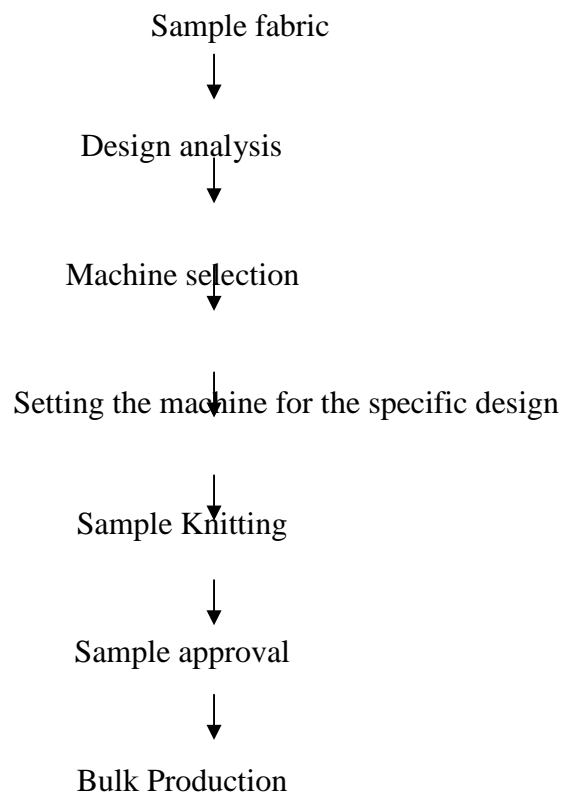 Sample fabric
Design analysis
Machine selection
Setting the machine for the specific design
Sample Knitting
Sample approval
Bulk Production